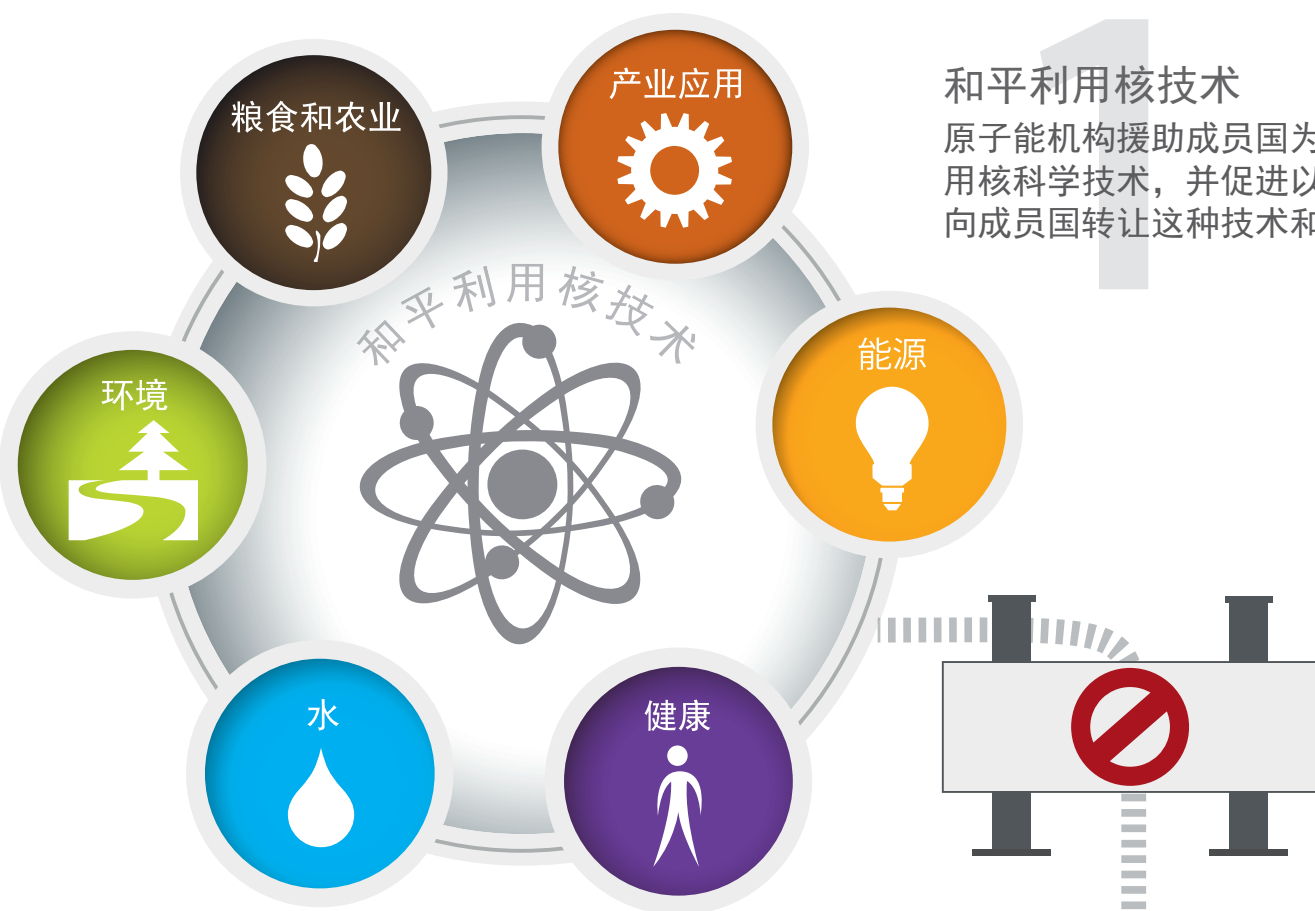 产业应用
粮食和农业
能源
环境
水
健康
和平利用核技术
1
和平利用核技术
原子能机构援助成员国为
用核科学技术，并促进以
向成员国转让这种技术和